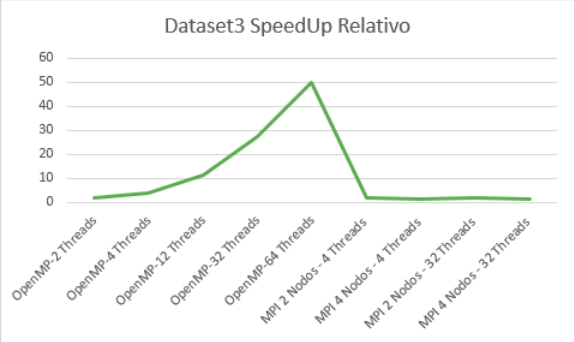 Dataset3 SpeedUp Relativo
60
50
40
30
20
10
0
OpenMP-2 Threads
OpenMP-4 Threads
OpenMP-12 Threads
OpenMP-32 Threads
OpenMP-64 Threads
MPI 2 Nodos - 4 Threads
MPI 4 Nodos - 4 Threads
MPI 2 Nodos - 32 Threads
MPI 4 Nodos - 32 Threads